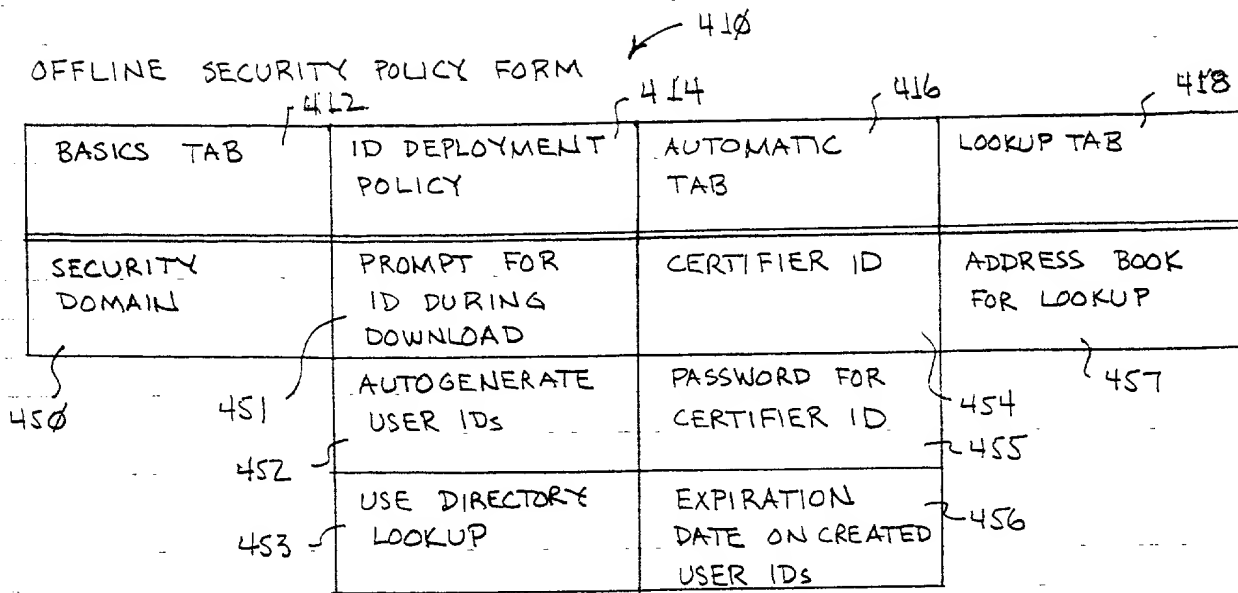 41Ø
OFFLINE SECURITY POLICY FORM
412
414
416
418
BASICS TAB
ID DEPLOYMENT
POLICY
AUTOMATIC
TAB
LOOKUP TAB
SECURITY
DOMAIN
PROMPT FOR
ID DURING
DOWNLOAD
CERTIFIER ID
ADDRESS BOOK
FOR LOOKUP
45Ø
451
454
457
AUTOGENERATE
USER IDs
PASSWORD FOR
CERTIFIER ID
452
455
USE DIRECTORY
LOOKUP
EXPIRATION
DATE ON CREATED
USER IDs
453
456